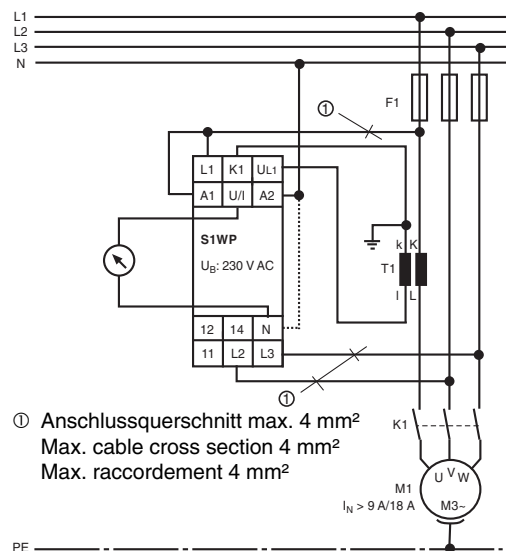 L1
L2
L3
N
F1
①
L1 K1 UL1
A1 U/I A2
k K
S1WP
UB: 230 V AC
T1
l L
12 14 N
11 L2 L3
①
① Anschlussquerschnitt max. 4 mm²
Max. cable cross section 4 mm²
Max. raccordement 4 mm²
K1
U V W
M1
IN > 9 A/18 A
M3~
PE